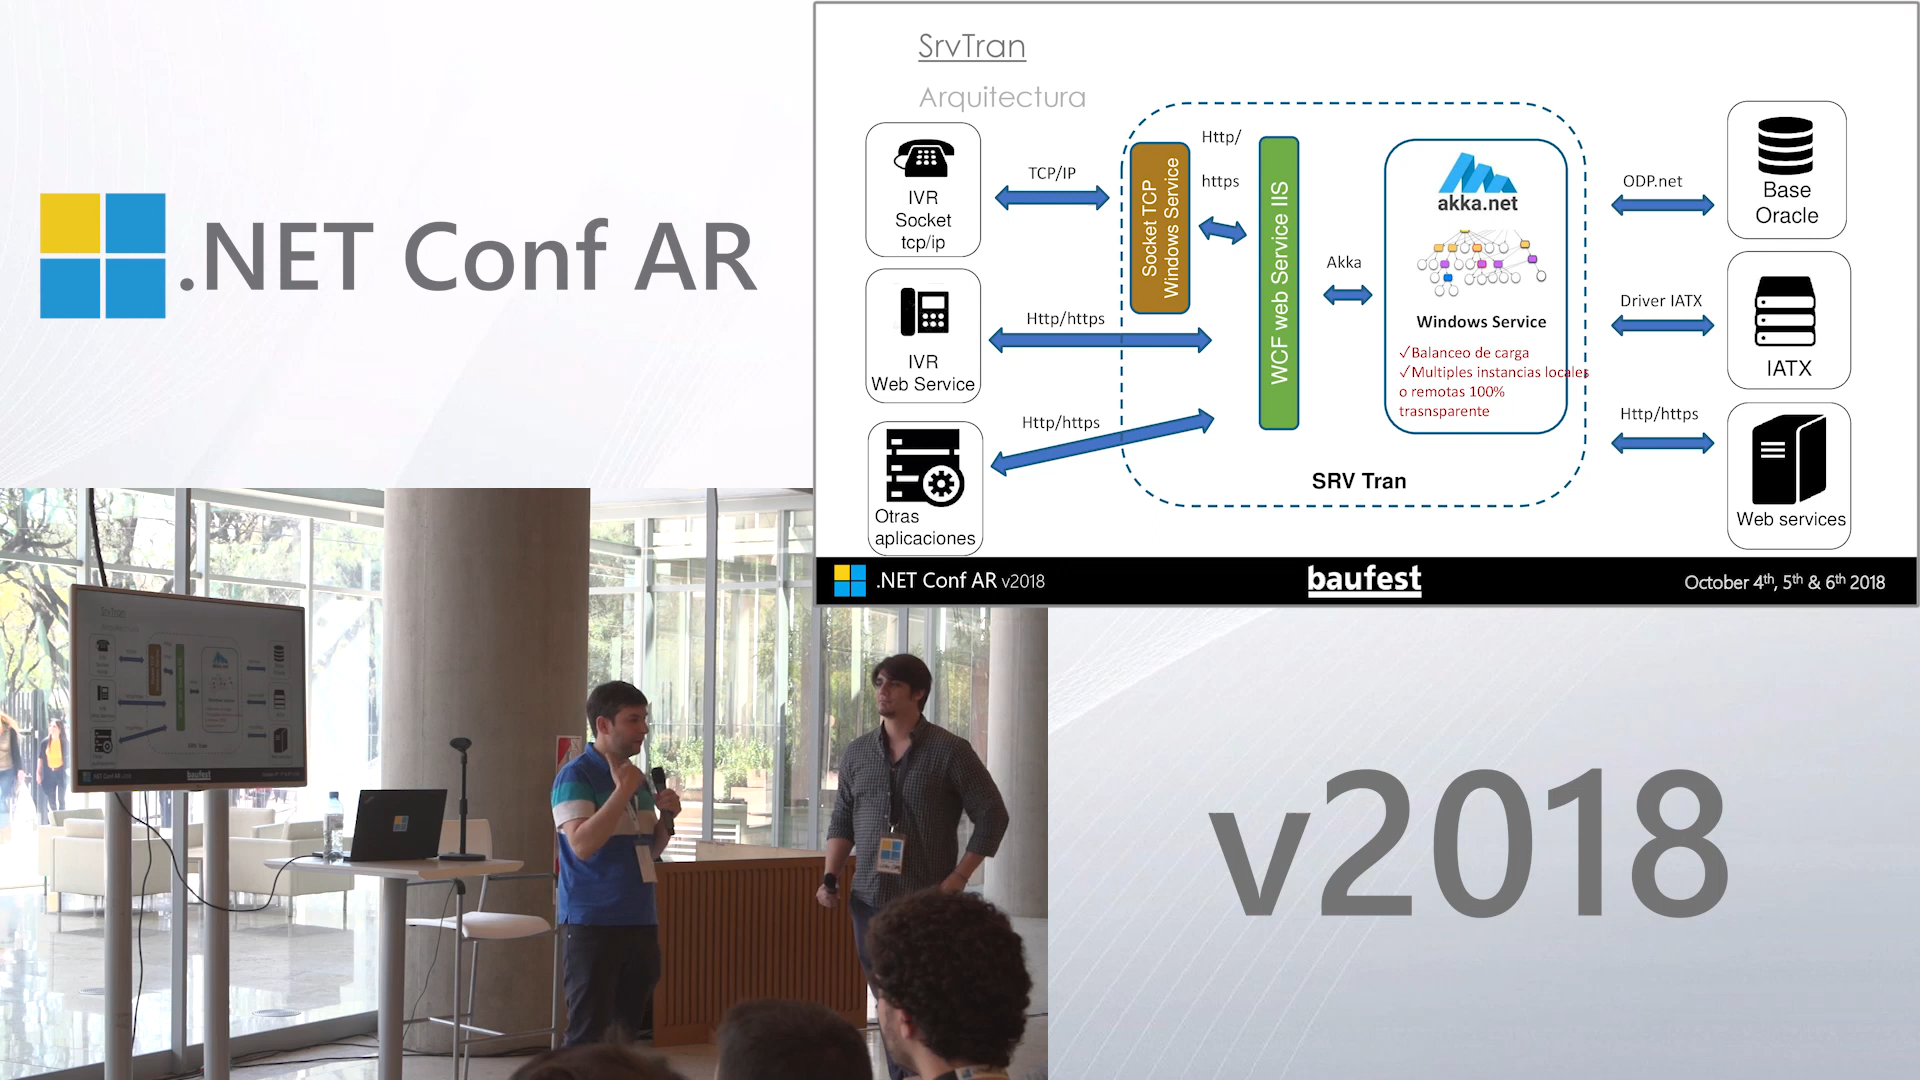 .NET Conf AR
SrvTran
Arquitectura
IVR
Socket
tcp/ip
TCP/IP
Socket TCP
Windows Service
Http/
https
WCF web Service IIS
Akka
akka.net
Windows Service
✓Balanceo de carga
✓Multiples instancias locales
o remotas 100%
trasnsparente
ODP.net
Base
Oracle
IVR
Web Service
Http/https
Driver IATX
IATX
Otras
aplicaciones
Http/https
SRV Tran
Http/https
Web services
.NET Conf AR v2018
baufest
October 4th, 5th & 6th 2018
SrvTran
baufest
v2018